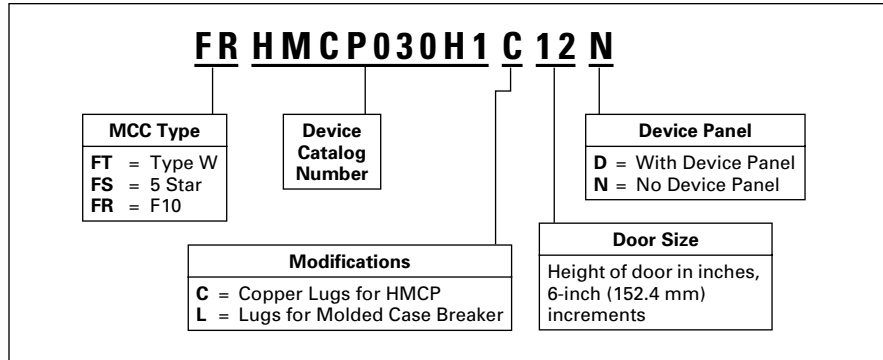 FR HMCP030H1 C 12 N
MCC Type
FT = Type W
FS = 5 Star
FR = F10
Device
Catalog
Number
Device Panel
D = With Device Panel
N = No Device Panel
Modifications
C = Copper Lugs for HMCP
L = Lugs for Molded Case Breaker
Door Size
Height of door in inches,
6-inch (152.4 mm)
increments